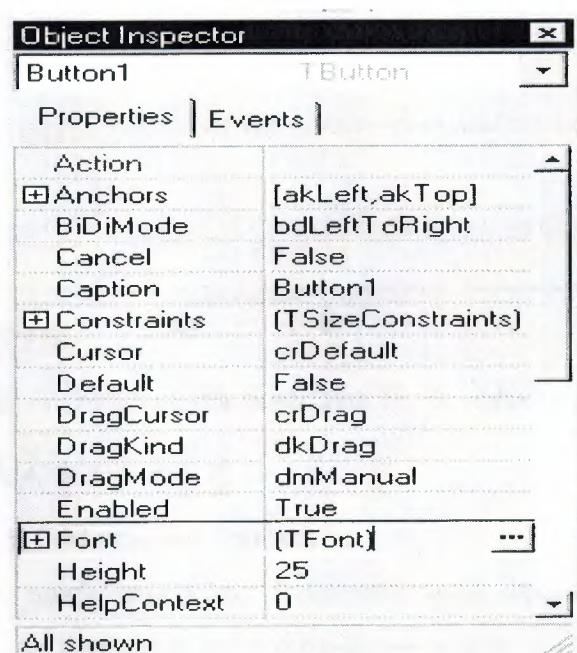 Object Inspector
Button1 TButton
Properties Events
Action
Anchors [akLeft,akTop]
BiDiMode bdLeftToRight
Cancel False
Caption Button1
Constraints (TSizeConstraints)
Cursor crDefault
Default False
DragCursor crDrag
DragKind dkDrag
DragMode dmManual
Enabled True
Font (TFont) ...
Height 25
HelpContext 0
All shown